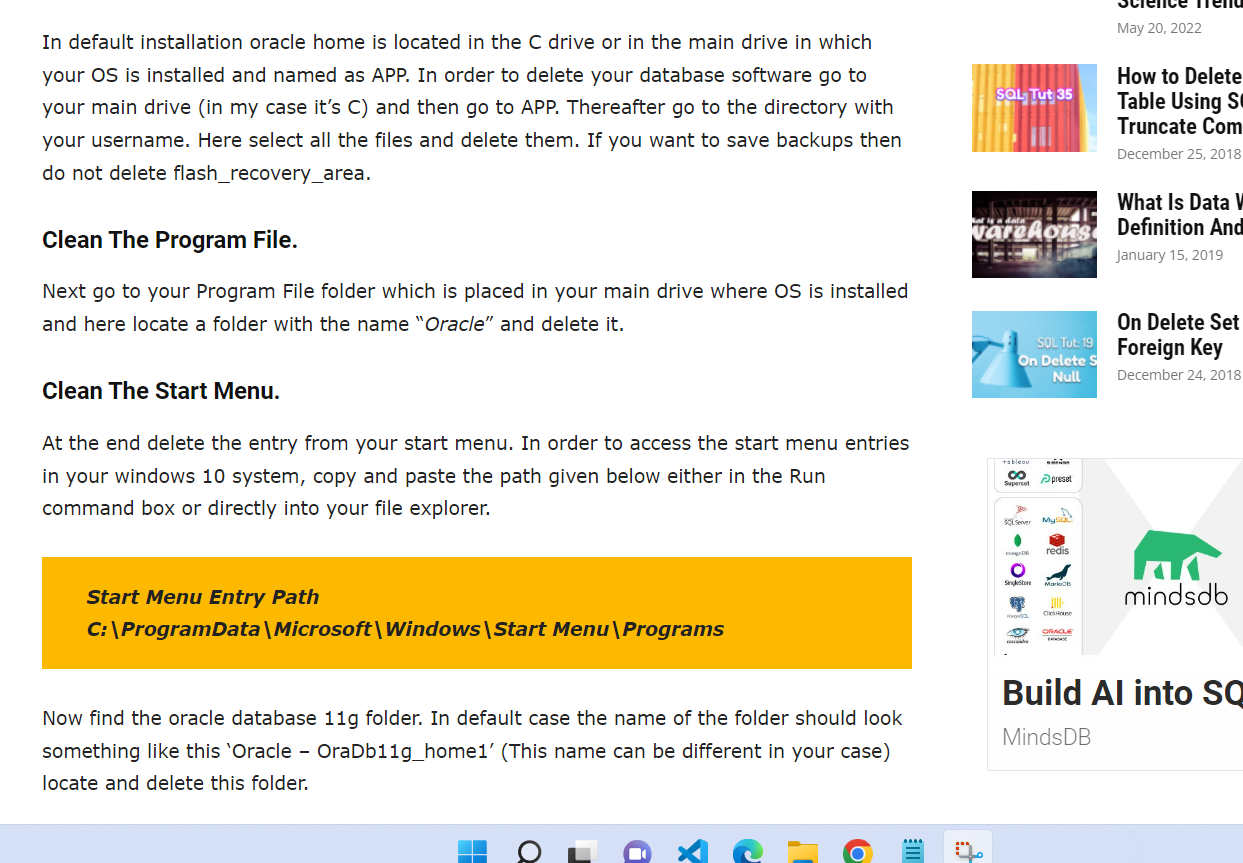 In default installation oracle home is located in the C drive or in the main drive in which
your OS is installed and named as APP. In order to delete your database software go to
your main drive (in my case it’s C) and then go to APP. Thereafter go to the directory with
your username. Here select all the files and delete them. If you want to save backups then
do not delete flash_recovery_area.
Clean The Program File.
Next go to your Program File folder which is placed in your main drive where OS is installed
and here locate a folder with the name “Oracle” and delete it.
Clean The Start Menu.
At the end delete the entry from your start menu. In order to access the start menu entries
in your windows 10 system, copy and paste the path given below either in the Run
command box or directly into your file explorer.
Start Menu Entry Path
C:\ProgramData\Microsoft\Windows\Start Menu\Programs
Now find the oracle database 11g folder. In default case the name of the folder should look
something like this ‘Oracle – OraDb11g_home1’ (This name can be different in your case)
locate and delete this folder.
Science Trend
May 20, 2022
SQL Tut 35
How to Delete
Table Using S
Truncate Com
December 25, 2018
what is a data
warehouse
What Is Data
Definition And
January 15, 2019
SQL Tut: 19
On Delete S
Null
On Delete Set
Foreign Key
December 24, 2018
tableau
Superset
preset
SQL Server
MySQL
mongoDB
redis
SingleStore
MariaDB
PostgreSQL
ClickHouse
cassandra
ORACLE
DATABASE
mindsdb
Build AI into SQ
MindsDB